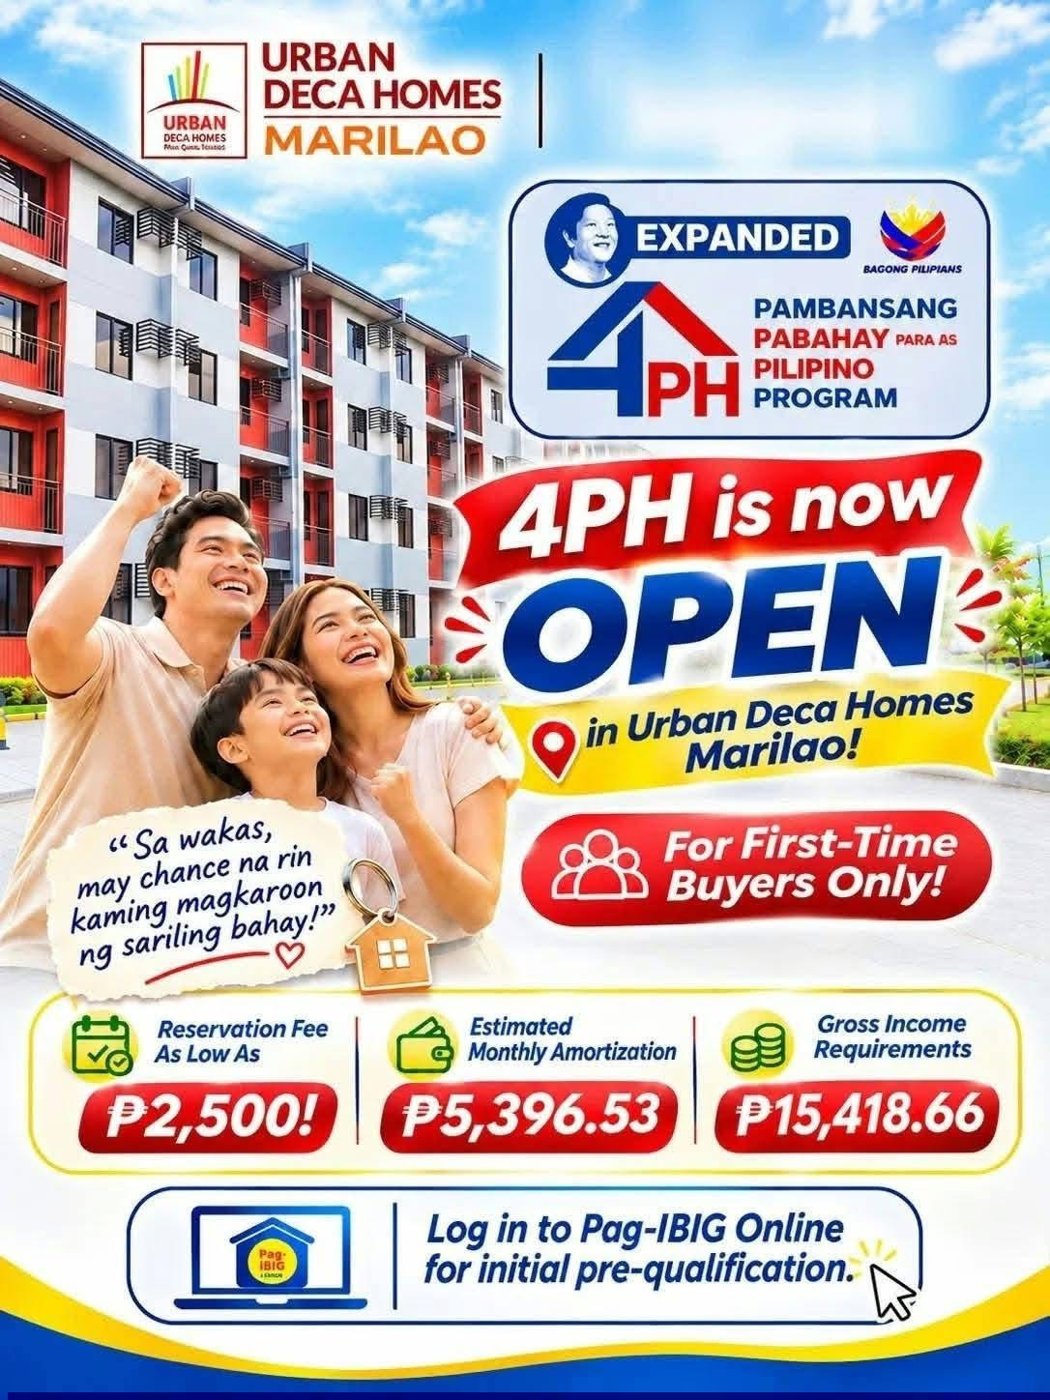 URBAN
DECA HOMES
URBAN
DECA HOMES
MARILAO
EXPANDED
BAGONG PILIPIANS
4PH
PAMBANSANG
PABAHAY PARA AS
PILIPINO
PROGRAM
4PH is now
OPEN
in Urban Deca Homes
Marilao!
For First-Time
Buyers Only!
“Sa wakas,
may chance na rin
kaming magkaroon
ng sariling bahay!”
Reservation Fee
As Low As
₱2,500!
Estimated
Monthly Amortization
₱5,396.53
Gross Income
Requirements
₱15,418.66
Pag-
IBIG
Log in to Pag-IBIG Online
for initial pre-qualification.